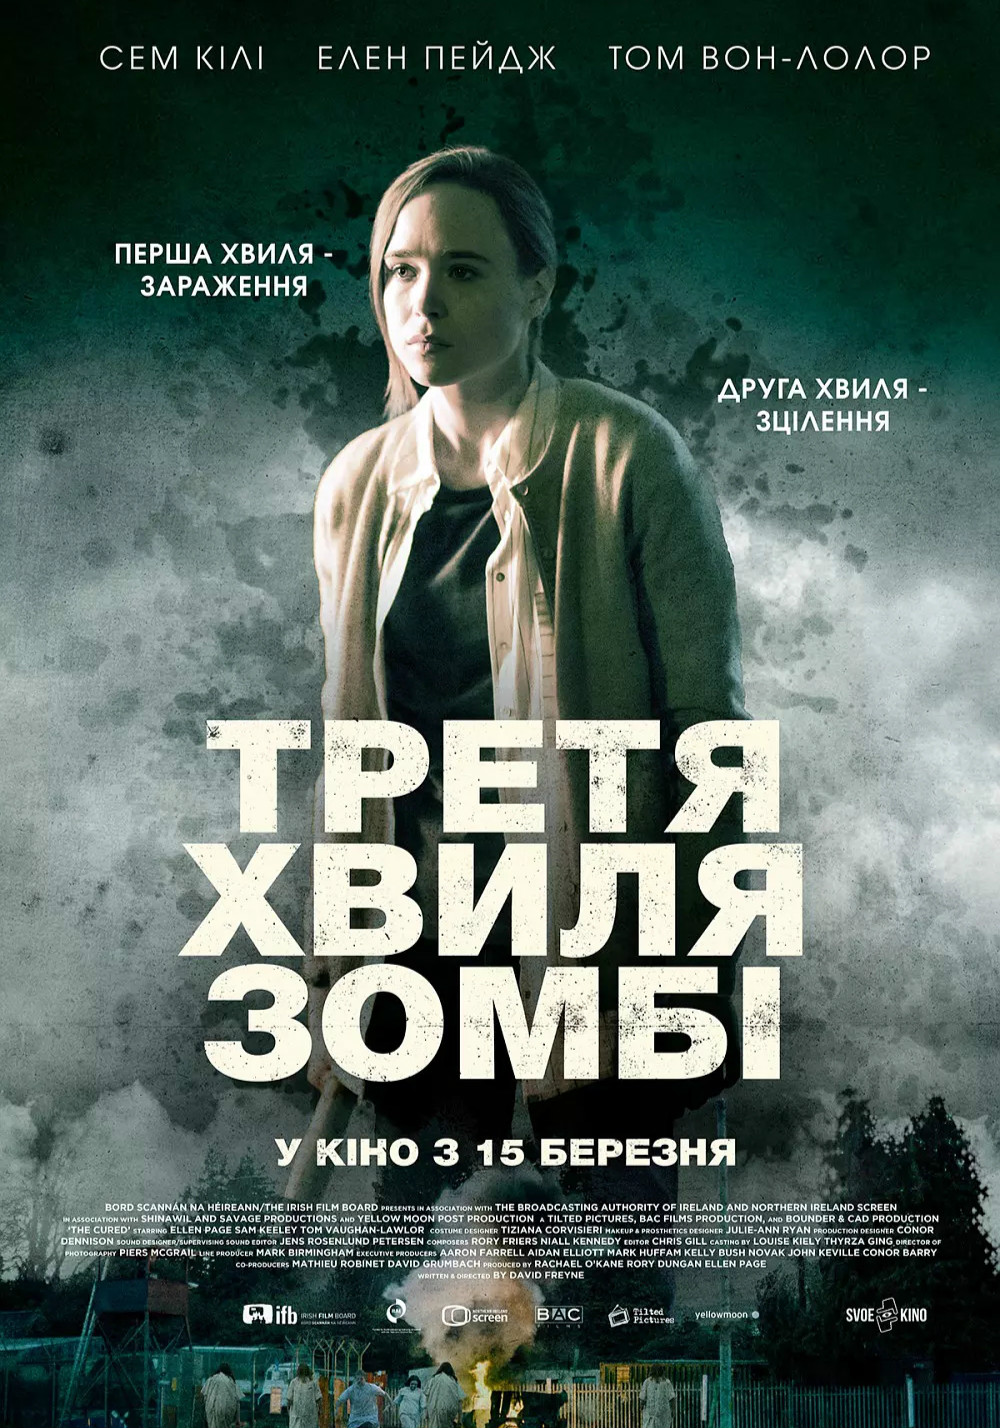 СЕМ КІЛІ ЕЛЕН ПЕЙДЖ ТОМ ВОН-ЛОЛОР
ПЕРША ХВИЛЯ -
ЗАРАЖЕННЯ
ДРУГА ХВИЛЯ -
ЗЦІЛЕННЯ
ТРЕТЯ
ХВИЛЯ
ЗОМБІ
У КІНО З 15 БЕРЕЗНЯ
BORD SCANNÁN NA HÉIREANN/THE IRISH FILM BOARD PRESENTS IN ASSOCIATION WITH THE BROADCASTING AUTHORITY OF IRELAND AND NORTHERN IRELAND SCREEN
IN ASSOCIATION WITH SHINAWIL AND SAVAGE PRODUCTIONS AND YELLOW MOON POST PRODUCTION A TILTED PICTURES, BAC FILMS PRODUCTION, AND BOUNDER & CAD PRODUCTION
'THE CURED' STARRING ELLEN PAGE SAM KEELEY TOM VAUGHAN-LAWLOR COSTUME DESIGNER TIZIANA CORVISIERI MAKEUP & PROSTHETICS DESIGNER JULIE-ANN RYAN PRODUCTION DESIGNER CONOR
DENNISON SOUND DESIGNER/SUPERVISING SOUND EDITOR JENS ROSENLUND PETERSEN COMPOSERS RORY FRIERS NIALL KENNEDY EDITOR CHRIS GILL CASTING BY LOUISE KIELY THYRZA GING DIRECTOR OF
PHOTOGRAPHY PIERS MCGRAIL LINE PRODUCER MARK BIRMINGHAM EXECUTIVE PRODUCERS AARON FARRELL AIDAN ELLIOTT MARK HUFFAM KELLY BUSH NOVAK JOHN KEVILLE CONOR BARRY
CO-PRODUCERS MATHIEU ROBINET DAVID GRUMBACH PRODUCED BY RACHAEL O'KANE RORY DUNGAN ELLEN PAGE
WRITTEN & DIRECTED BY DAVID FREYNE
ifb IRISH FILM BOARD
NORTHERN IRELAND
screen
BAC
FILMS
Tilted
Pictures
yellowmoon
SVOE KINO